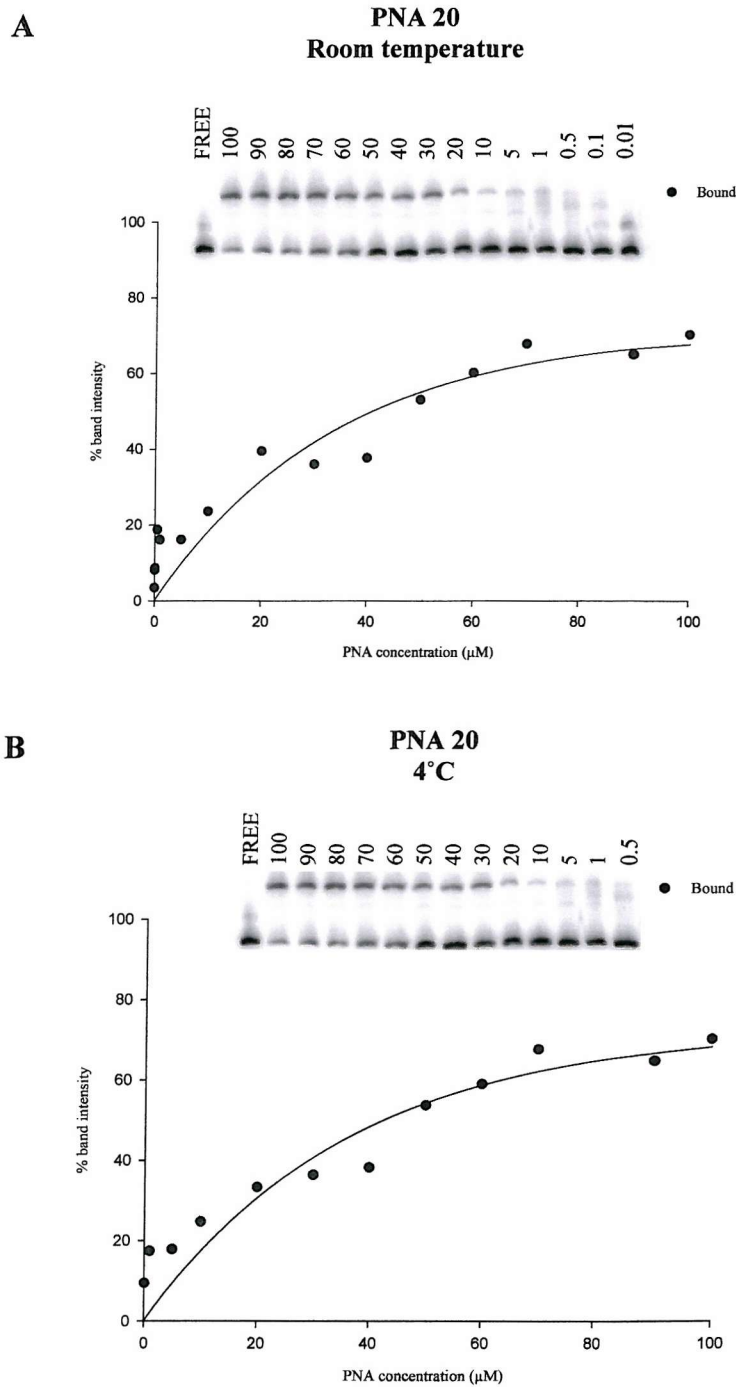 A
PNA 20
Room temperature
FREE 100 90 80 70 60 50 40 30 20 10 5 1 0.5 0.1 0.01
Bound
100
80
60
40
20
0
% band intensity
0 20 40 60 80 100
PNA concentration (μM)
B
PNA 20
4°C
FREE 100 90 80 70 60 50 40 30 20 10 5 1 0.5
Bound
100
80
60
40
20
0
% band intensity
0 20 40 60 80 100
PNA concentration (μM)